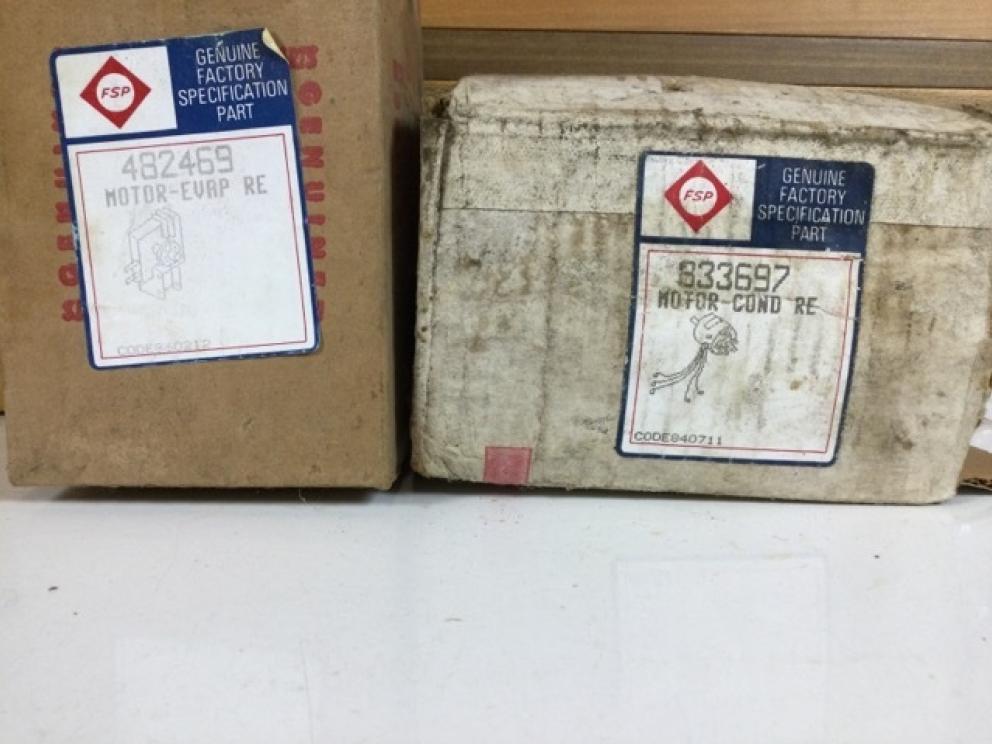 FSP
GENUINE
FACTORY
SPECIFICATION
PART
482469
MOTOR-EVAP RE
CODE840212
FSP
GENUINE
FACTORY
SPECIFICATION
PART
833697
MOTOR-COND RE
CODE840711